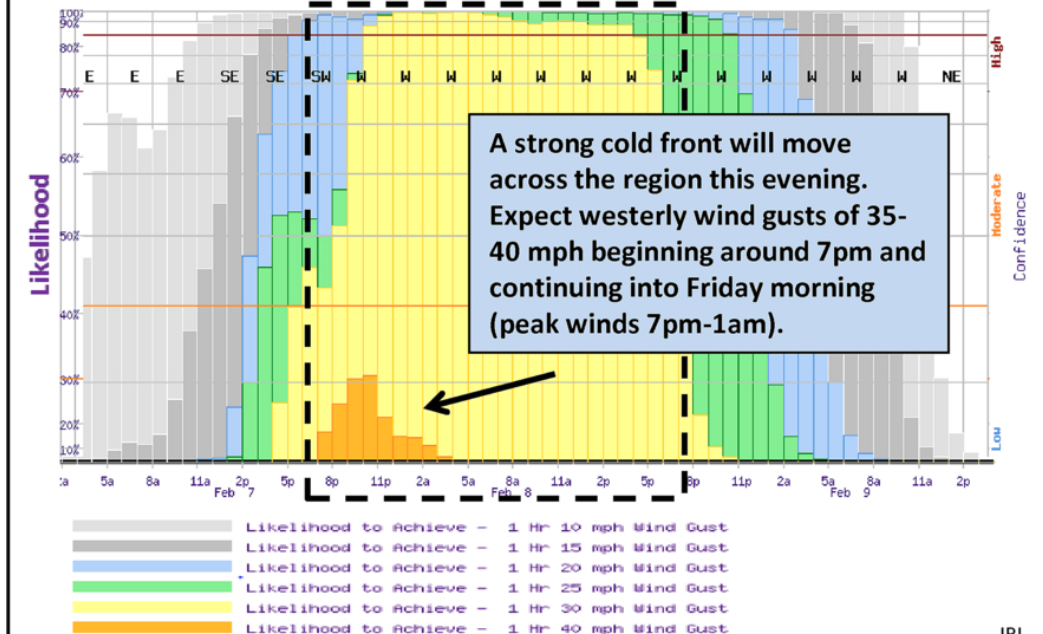 100%
90%
80%
70%
60%
50%
40%
30%
20%
10%
Likelihood
High
Moderate
Low
Confidence
E E E SE SE SW W W W W W W W W W W W W NE
A strong cold front will move
across the region this evening.
Expect westerly wind gusts of 35-
40 mph beginning around 7pm and
continuing into Friday morning
(peak winds 7pm-1am).
5a 8a 11a 2p 5p 8p 11p 2a 5a 8a 11a 2p 5p 8p 11p 2a 5a 8a 11a 2p
Feb 7 Feb 8 Feb 9
Likelihood to Achieve - 1 Hr 10 mph Wind Gust
Likelihood to Achieve - 1 Hr 15 mph Wind Gust
Likelihood to Achieve - 1 Hr 20 mph Wind Gust
Likelihood to Achieve - 1 Hr 25 mph Wind Gust
Likelihood to Achieve - 1 Hr 30 mph Wind Gust
Likelihood to Achieve - 1 Hr 40 mph Wind Gust